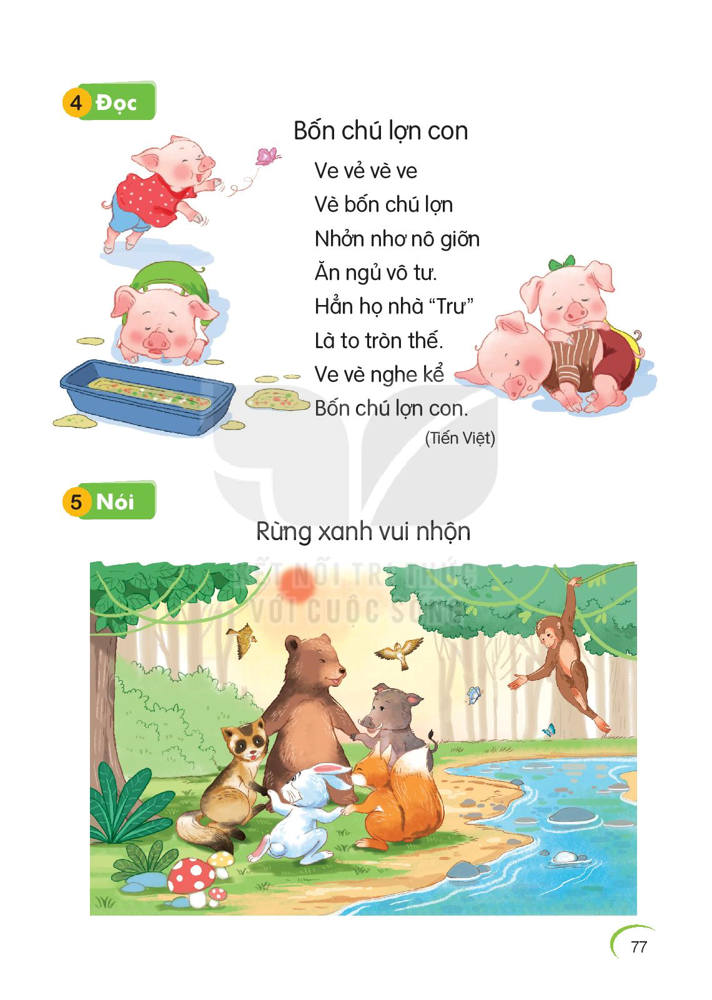 4 Đọc
Bốn chú lợn con
Ve vẻ vè ve
Vè bốn chú lợn
Nhởn nhơ nô giỡn
Ăn ngủ vô tư.
Hẳn họ nhà “Trư”
Là to tròn thế.
Ve vè nghe kể
Bốn chú lợn con.
(Tiến Việt)
5 Nói
Rừng xanh vui nhộn
KẾT NỐI TRI THỨC
VỚI CUỘC SỐNG
77